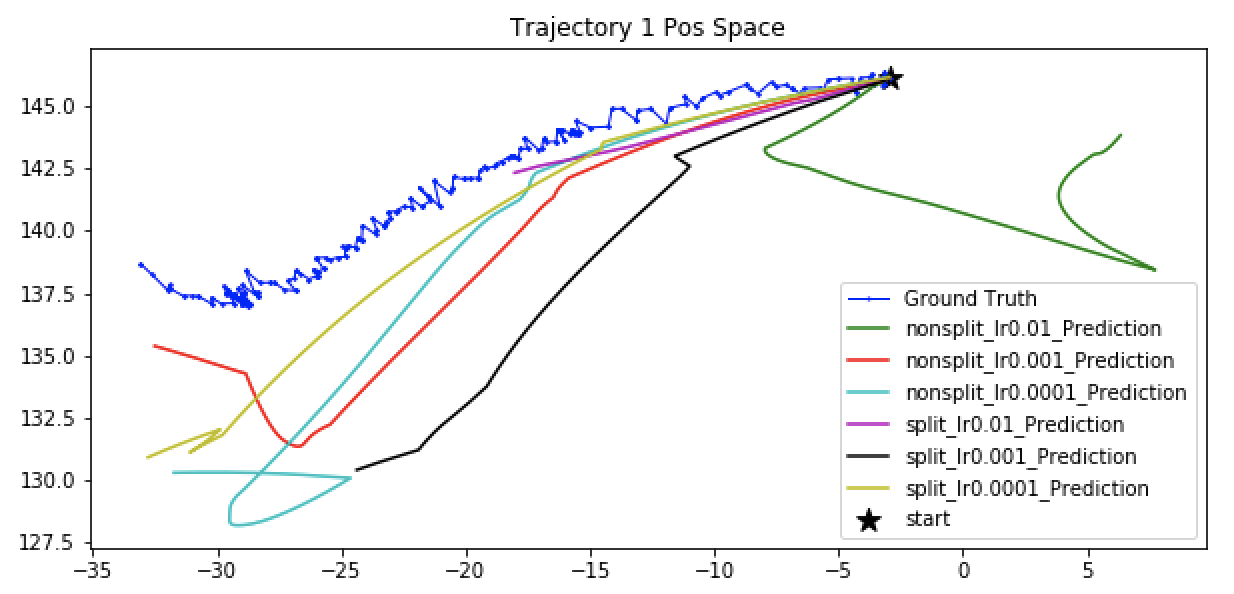 Trajectory 1 Pos Space
145.0
142.5
140.0
137.5
135.0
132.5
130.0
127.5
−35 −30 −25 −20 −15 −10 −5 0 5
Ground Truth
nonsplit_lr0.01_Prediction
nonsplit_lr0.001_Prediction
nonsplit_lr0.0001_Prediction
split_lr0.01_Prediction
split_lr0.001_Prediction
split_lr0.0001_Prediction
start